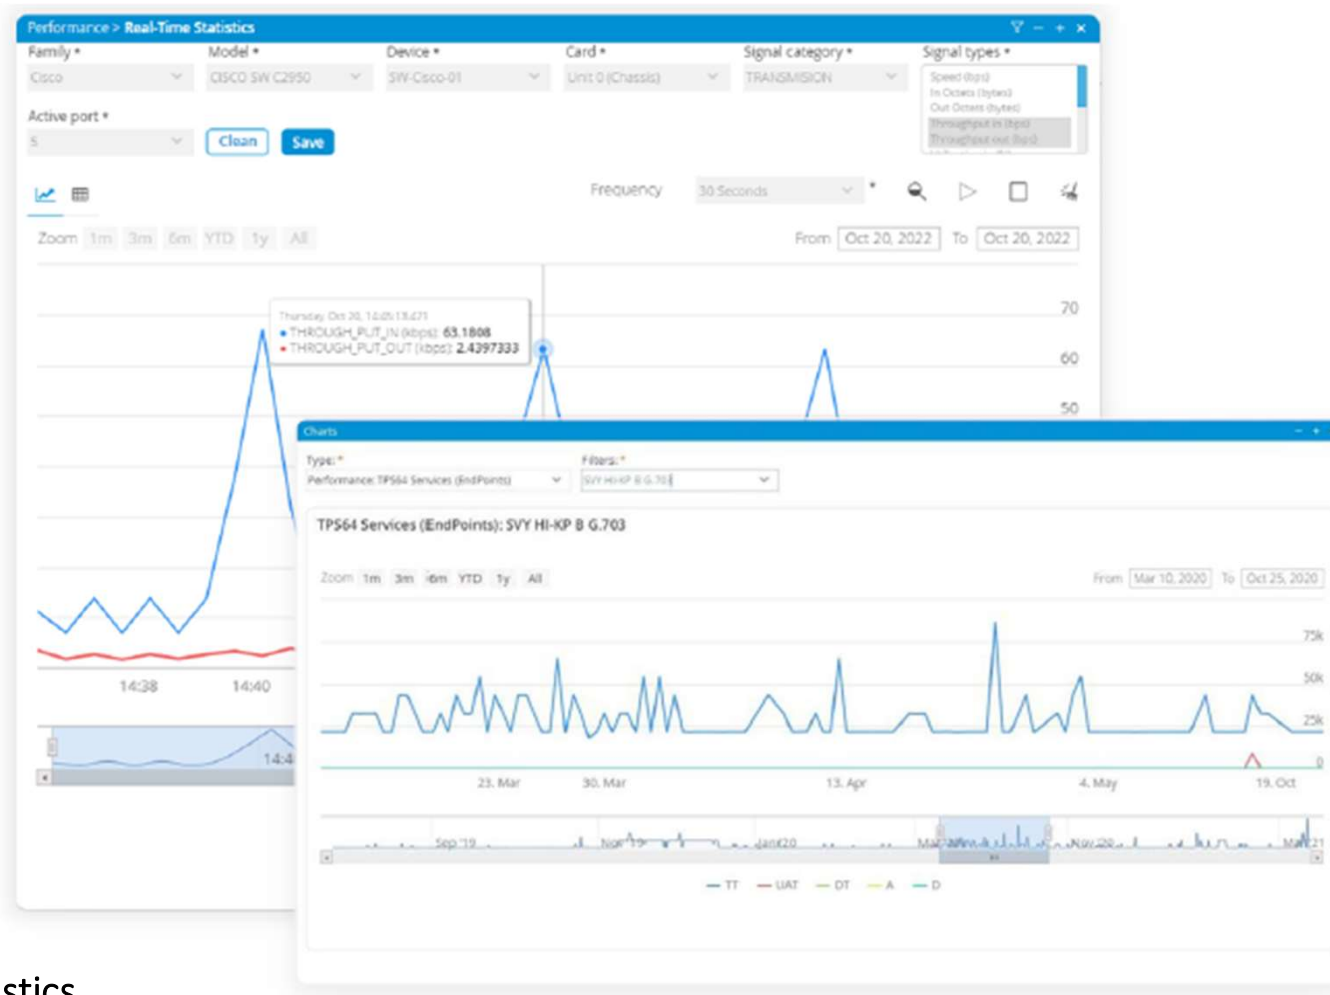 Performance > Real-Time Statistics
Family * Model * Device * Card * Signal category * Signal types *
Cisco CISCO SW C2950 SW-Cisco-01 Unit 0 (Chassis) TRANSMISION
Speed (bps)
In Octets (bytes)
Out Octets (bytes)
Throughput in (bps)
Throughput out (bps)
Active port *
5 Clean Save
Frequency 30 Seconds *
Zoom 1m 3m 6m YTD 1y All From Oct 20, 2022 To Oct 20, 2022
70
60
50
Thursday, Oct 20,
THROUGH_PUT_IN (kbps): 63.1808
THROUGH_PUT_OUT (kbps): 2.4397333
14:38 14:40
14:4
Charts
Type: * Filters: *
Performance: TPS64 Services (EndPoints) SVY HI-KP B G.703
TPS64 Services (EndPoints): SVY HI-KP B G.703
Zoom 1m 3m 6m YTD 1y All From Mar 10, 2020 To Oct 25, 2020
75k
50k
25k
0
23. Mar 30. Mar 13. Apr 4. May 19. Oct
Sep '19 Nov '19 Jan '20 Nov '20
TT UAT DT A D
stics